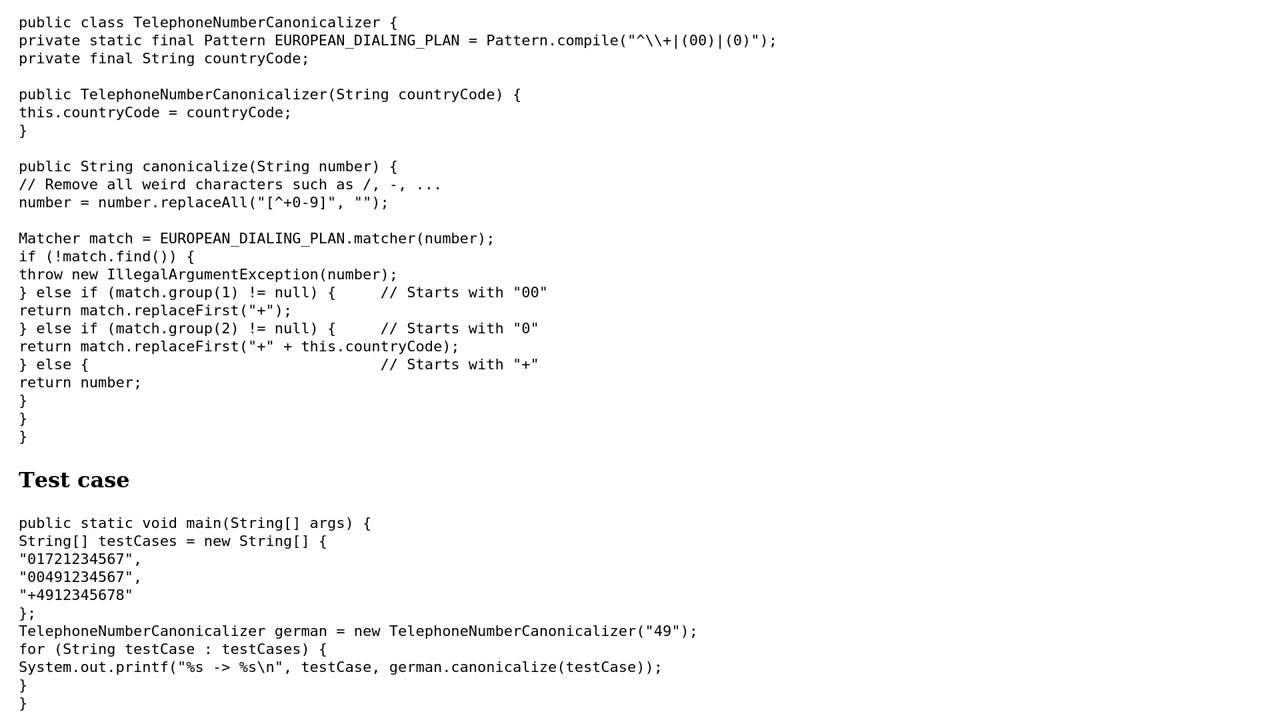 public class TelephoneNumberCanonicalizer {
private static final Pattern EUROPEAN_DIALING_PLAN = Pattern.compile("^\\+|(00)|(0)");
private final String countryCode;

public TelephoneNumberCanonicalizer(String countryCode) {
this.countryCode = countryCode;
}

public String canonicalize(String number) {
// Remove all weird characters such as /, -, ...
number = number.replaceAll("[^+0-9]", "");

Matcher match = EUROPEAN_DIALING_PLAN.matcher(number);
if (!match.find()) {
throw new IllegalArgumentException(number);
} else if (match.group(1) != null) {     // Starts with "00"
return match.replaceFirst("+");
} else if (match.group(2) != null) {     // Starts with "0"
return match.replaceFirst("+" + this.countryCode);
} else {                                 // Starts with "+"
return number;
}
}
}
Test case
public static void main(String[] args) {
String[] testCases = new String[] {
"01721234567",
"00491234567",
"+4912345678"
};
TelephoneNumberCanonicalizer german = new TelephoneNumberCanonicalizer("49");
for (String testCase : testCases) {
System.out.printf("%s -> %s\n", testCase, german.canonicalize(testCase));
}
}